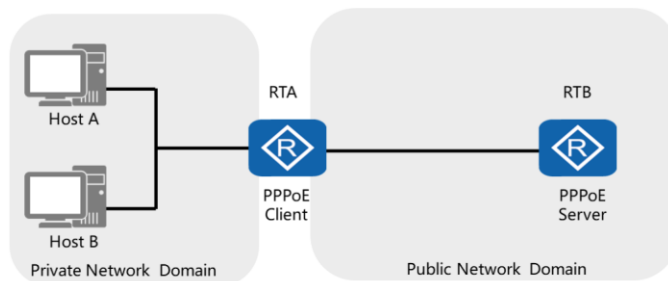 Host A
Host B
Private Network Domain
RTA
R
PPPoE
Client
RTB
R
PPPoE
Server
Public Network Domain